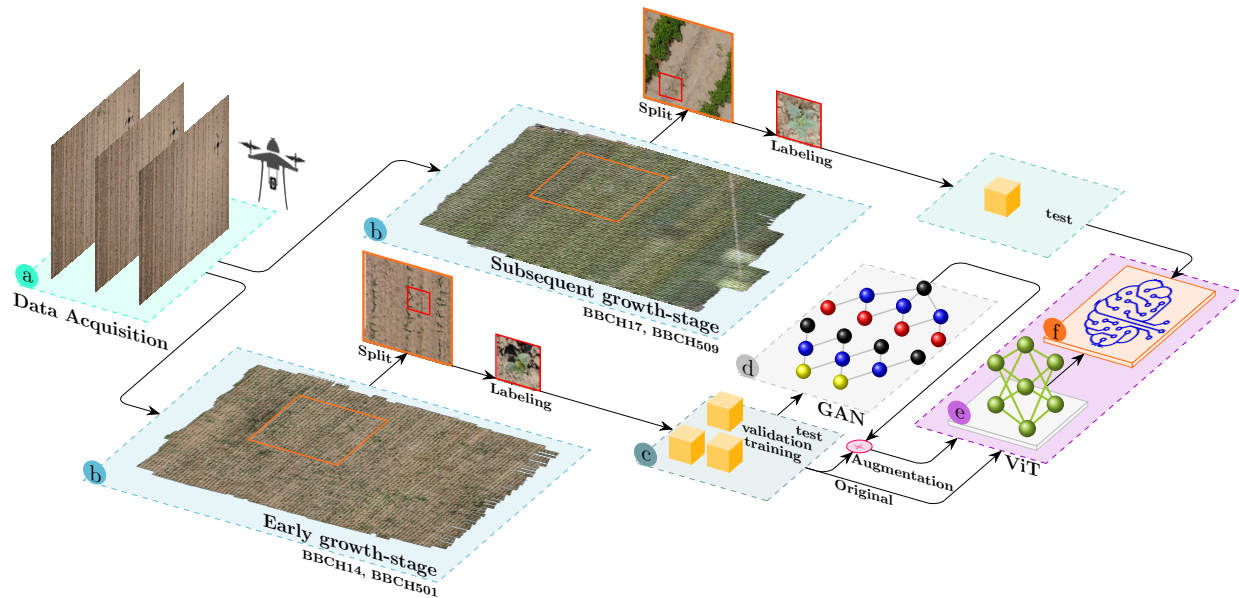 Split
Labeling
test
b
a
Data Acquisition
Subsequent growth-stage
BBCH17, BBCH509
f
Split
d
Labeling
GAN
e
test
validation
training
c
Augmentation
ViT
Original
b
Early growth-stage
BBCH14, BBCH501